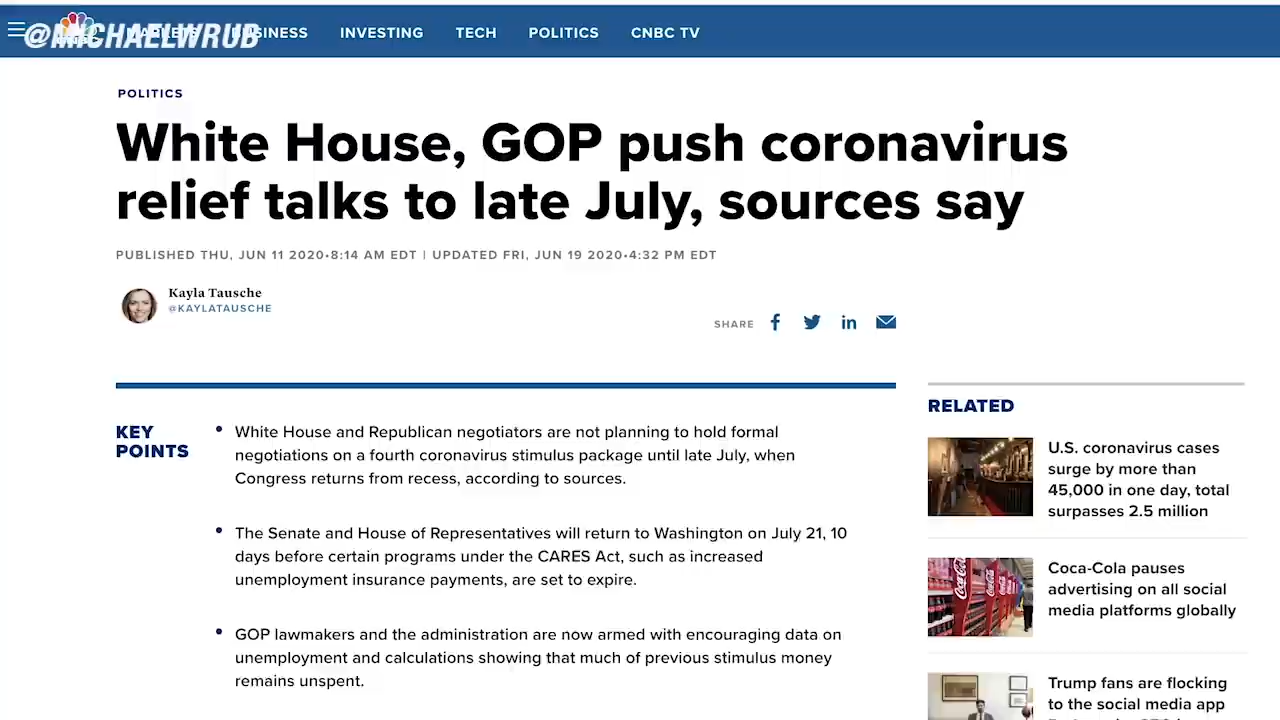 @MICHAELWRUB
BUSINESS
INVESTING
TECH
POLITICS
CNBC TV
POLITICS
White House, GOP push coronavirus
relief talks to late July, sources say
PUBLISHED THU, JUN 11 2020•8:14 AM EDT | UPDATED FRI, JUN 19 2020•4:32 PM EDT
Kayla Tausche
@KAYLATAUSCHE
SHARE
KEY
POINTS
• White House and Republican negotiators are not planning to hold formal
negotiations on a fourth coronavirus stimulus package until late July, when
Congress returns from recess, according to sources.
• The Senate and House of Representatives will return to Washington on July 21, 10
days before certain programs under the CARES Act, such as increased
unemployment insurance payments, are set to expire.
• GOP lawmakers and the administration are now armed with encouraging data on
unemployment and calculations showing that much of previous stimulus money
remains unspent.
RELATED
U.S. coronavirus cases
surge by more than
45,000 in one day, total
surpasses 2.5 million
Coca-Cola pauses
advertising on all social
media platforms globally
Trump fans are flocking
to the social media app